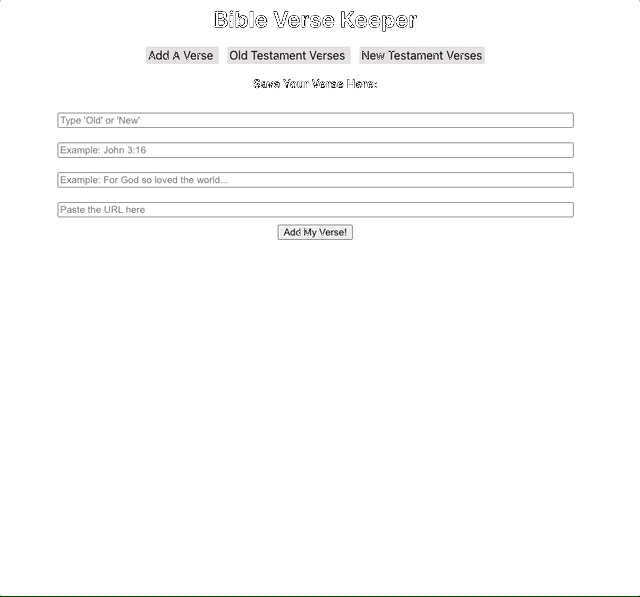 Bible Verse Keeper
Add A Verse Old Testament Verses New Testament Verses
Save Your Verse Here:
Type 'Old' or 'New'
Example: John 3:16
Example: For God so loved the world...
Paste the URL here
Add My Verse!